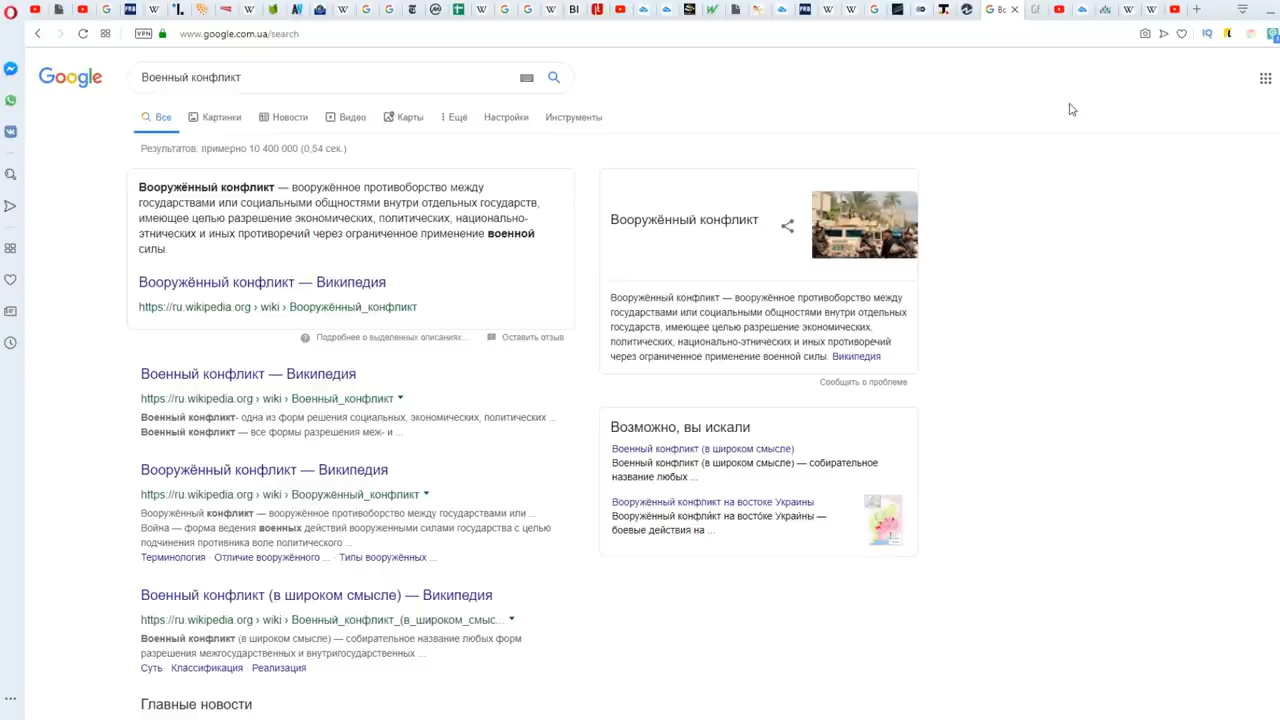 G Вс
VPN
www.google.com.ua/search
Google
Военный конфликт
Все
Картинки
Новости
Видео
Карты
Ещё
Настройки
Инструменты
Результатов: примерно 10 400 000 (0,54 сек.)
Вооружённый конфликт — вооружённое противоборство между
государствами или социальными общностями внутри отдельных государств,
имеющее целью разрешение экономических, политических, национально-
этнических и иных противоречий через ограниченное применение военной
силы.
Вооружённый конфликт — Википедия
https://ru.wikipedia.org › wiki › Вооружённый_конфликт
Подробнее о выделенных описаниях...
Оставить отзыв
Военный конфликт — Википедия
https://ru.wikipedia.org › wiki › Военный_конфликт
Военный конфликт- одна из форм решения социальных, экономических, политических ...
Военный конфликт — все формы разрешения меж- и ...
Вооружённый конфликт — Википедия
https://ru.wikipedia.org › wiki › Вооружённый_конфликт
Вооружённый конфликт — вооружённое противоборство между государствами или ...
Война — форма ведения военных действий вооруженными силами государства с целью
подчинения противника воле политического ...
Терминология · Отличие вооружённого ... · Типы вооружённых ...
Военный конфликт (в широком смысле) — Википедия
https://ru.wikipedia.org › wiki › Военный_конфликт_(в_широком_смыс...
Военный конфликт (в широком смысле) — собирательное название любых форм
разрешения межгосударственных и внутригосударственных ...
Суть · Классификация · Реализация
Главные новости
Вооружённый конфликт
Вооружённый конфликт — вооружённое противоборство между
государствами или социальными общностями внутри отдельных
государств, имеющее целью разрешение экономических,
политических, национально-этнических и иных противоречий
через ограниченное применение военной силы. Википедия
Сообщить о проблеме
Возможно, вы искали
Военный конфликт (в широком смысле)
Военный конфликт (в широком смысле) — собирательное
название любых ...
Вооружённый конфликт на востоке Украины
Вооружённый конфли́кт на восто́ке Украи́ны —
боевые действия на ...